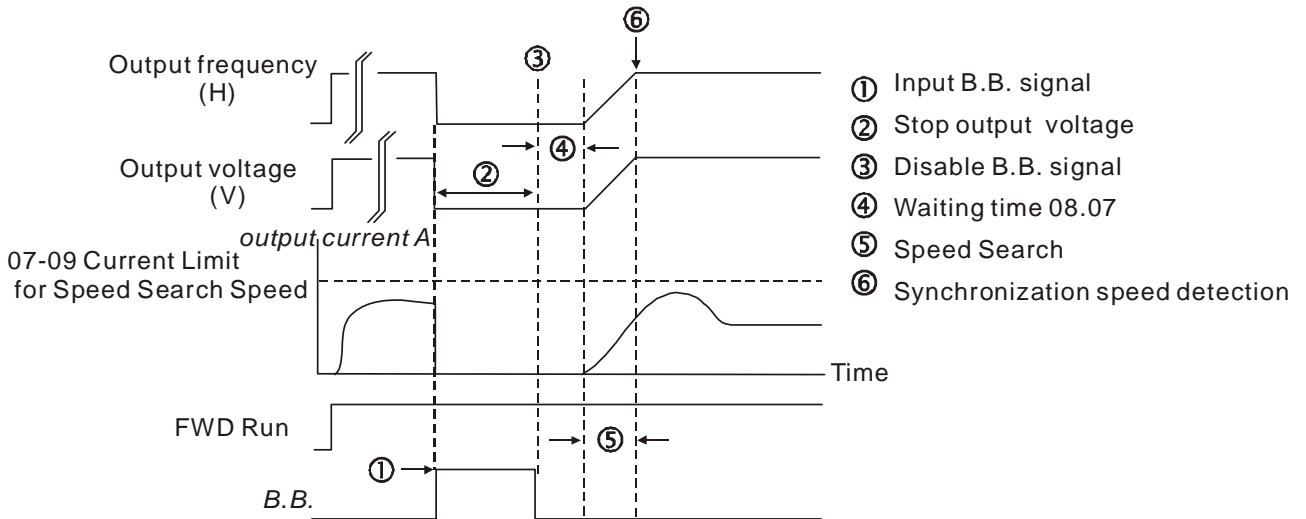 ⑥
Output frequency
(H)
③
① Input B.B. signal
② Stop output voltage
④
Output voltage
(V)
②
③ Disable B.B. signal
④ Waiting time 08.07
output current A
07-09 Current Limit
for Speed Search Speed
⑤ Speed Search
⑥ Synchronization speed detection
Time
FWD Run
⑤
①
B.B.